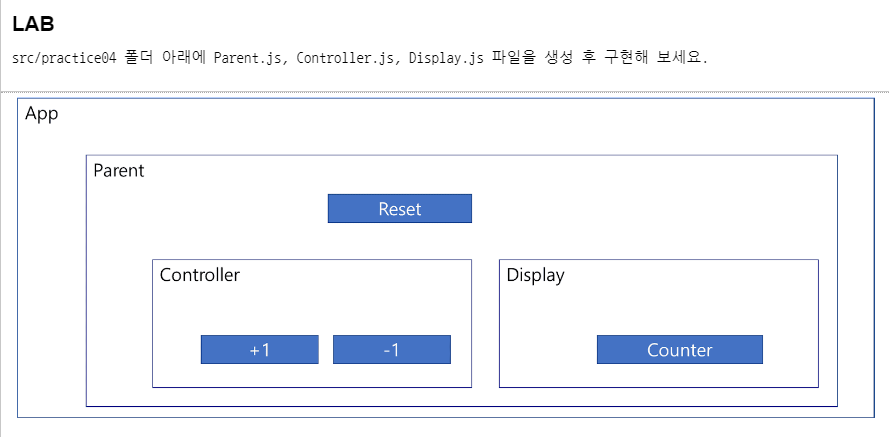 LAB
src/practice04 폴더 아래에 Parent.js, Controller.js, Display.js 파일을 생성 후 구현해 보세요.
App
Parent
Reset
Controller
Display
+1
-1
Counter